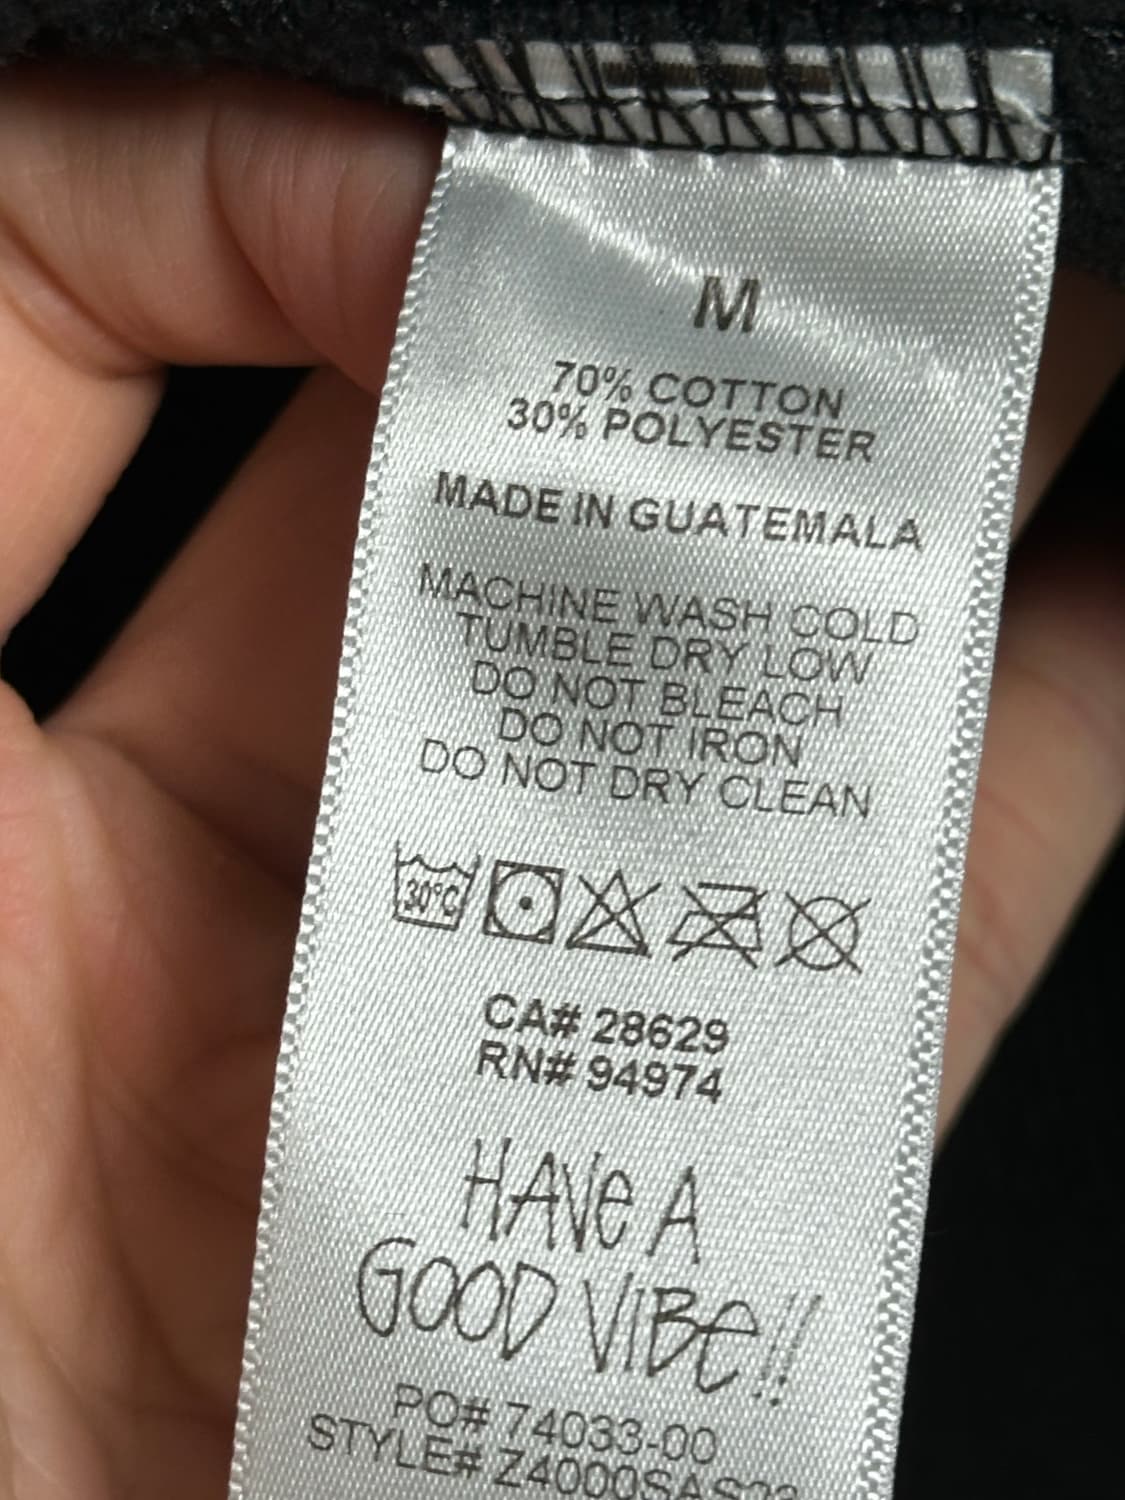 M
70% COTTON
30% POLYESTER
MADE IN GUATEMALA
MACHINE WASH COLD
TUMBLE DRY LOW
DO NOT BLEACH
DO NOT IRON
DO NOT DRY CLEAN
30°C
CA# 28629
RN# 94974
HAVe A
GOOD VIBe!!
PO# 74033-00
STYLE#